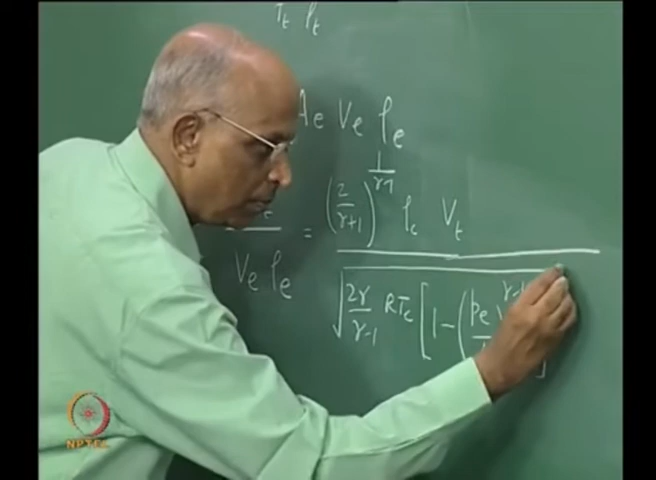 T_t ρ_t
A_e V_e ρ_e
= (2/(γ+1))^(1/(γ-1)) ρ_c V_t
V_e ρ_e
√ 2γ/(γ-1) RT_c [1-(p_e
γ-1
NPTEL